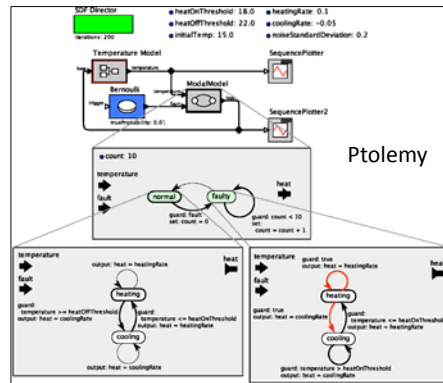 SDF Director
iterations: 200
heatOnThreshold: 18.0
heatOffThreshold: 22.0
initialTemp: 15.0
heatingRate: 0.1
coolingRate: -0.05
noiseStandardDeviation: 0.2
Temperature Model
heat
temperature
SequencePlotter
ModalModel
temperature
fault
heat
Bernoulli
trigger
trueProbability: 0.01
SequencePlotter2
Ptolemy
count: 10
temperature
fault
normal
faulty
heat
guard: fault
set: count = 0
guard: count < 10
set:
count = count + 1
temperature
fault
heat
output: heat = heatingRate
heating
guard:
temperature >= heatOffThreshold
output: heat = coolingRate
guard:
temperature <= heatOnThreshold
output: heat = heatingRate
cooling
output: heat = coolingRate
temperature
fault
heat
guard: true
output: heat = heatingRate
heating
guard: true
output: heat = coolingRate
guard:
temperature <= heatOnThreshold
output: heat = heatingRate
cooling
guard: temperature > heatOnThreshold
output: heat = coolingRate